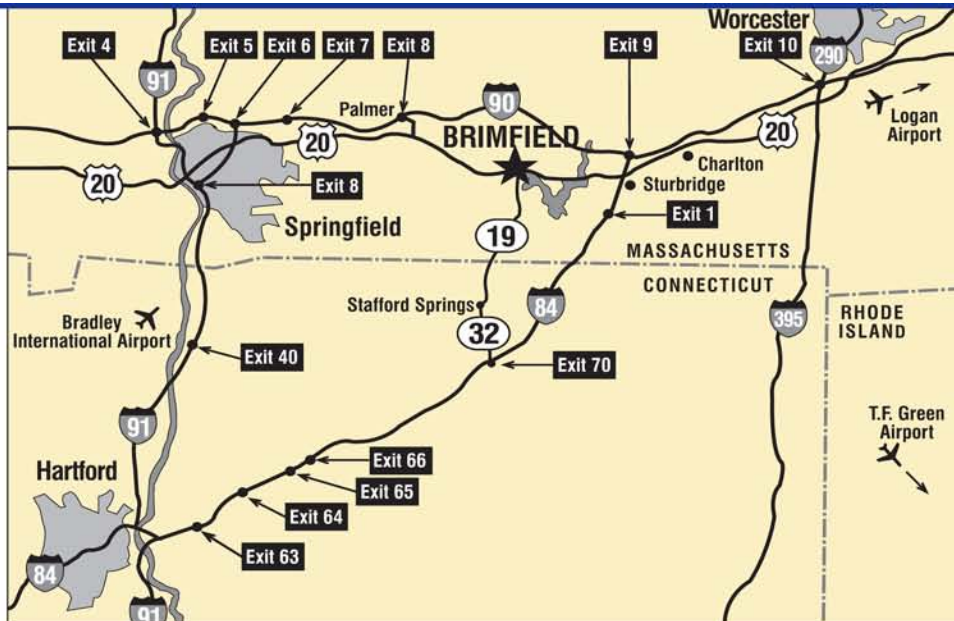 Worcester
Exit 4
Exit 5
Exit 6
Exit 7
Exit 8
Exit 9
Exit 10
91
290
Palmer
90
Logan
Airport
20
BRIMFIELD
20
Charlton
20
Exit 8
Sturbridge
Springfield
19
Exit 1
MASSACHUSETTS
CONNECTICUT
Stafford Springs
84
Bradley
International Airport
32
395
RHODE
ISLAND
Exit 40
Exit 70
91
T.F. Green
Airport
Hartford
Exit 66
Exit 65
Exit 64
Exit 63
84
91